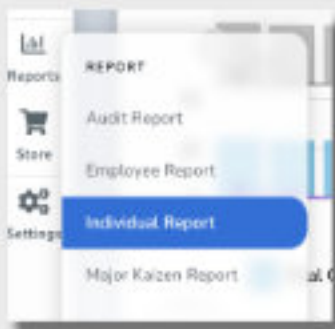 Reports
Store
Settings
REPORT
Audit Report
Employee Report
Individual Report
Major Kaizen Report